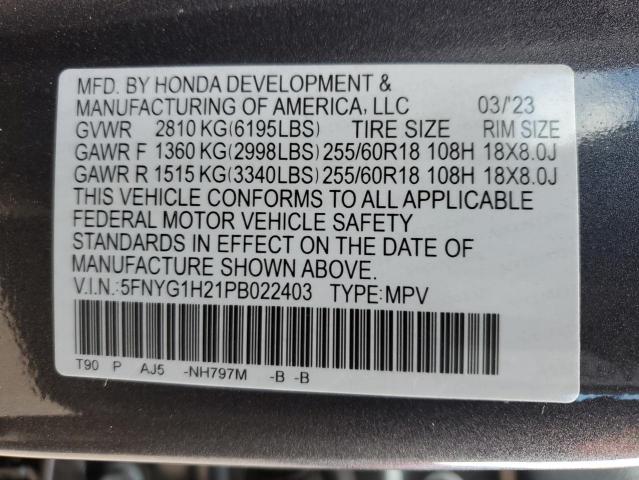 MFD. BY HONDA DEVELOPMENT &
MANUFACTURING OF AMERICA, LLC 03/'23
GVWR 2810 KG(6195LBS) TIRE SIZE RIM SIZE
GAWR F 1360 KG(2998LBS) 255/60R18 108H 18X8.0J
GAWR R 1515 KG(3340LBS) 255/60R18 108H 18X8.0J
THIS VEHICLE CONFORMS TO ALL APPLICABLE
FEDERAL MOTOR VEHICLE SAFETY
STANDARDS IN EFFECT ON THE DATE OF
MANUFACTURE SHOWN ABOVE.
V.I.N.:5FNYG1H21PB022403 TYPE:MPV
T90 P AJ5 -NH797M -B -B